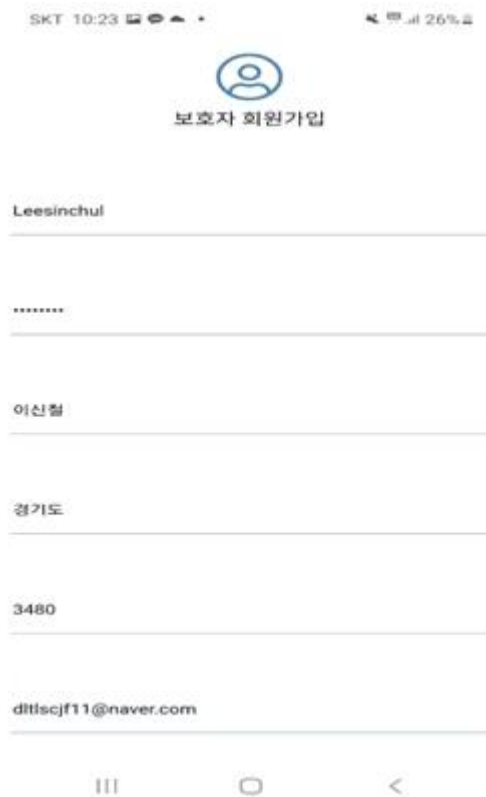 SKT 10:23
26%
보호자 회원가입
Leesinchul
••••••••
이신철
경기도
3480
dltlscjf11@naver.com